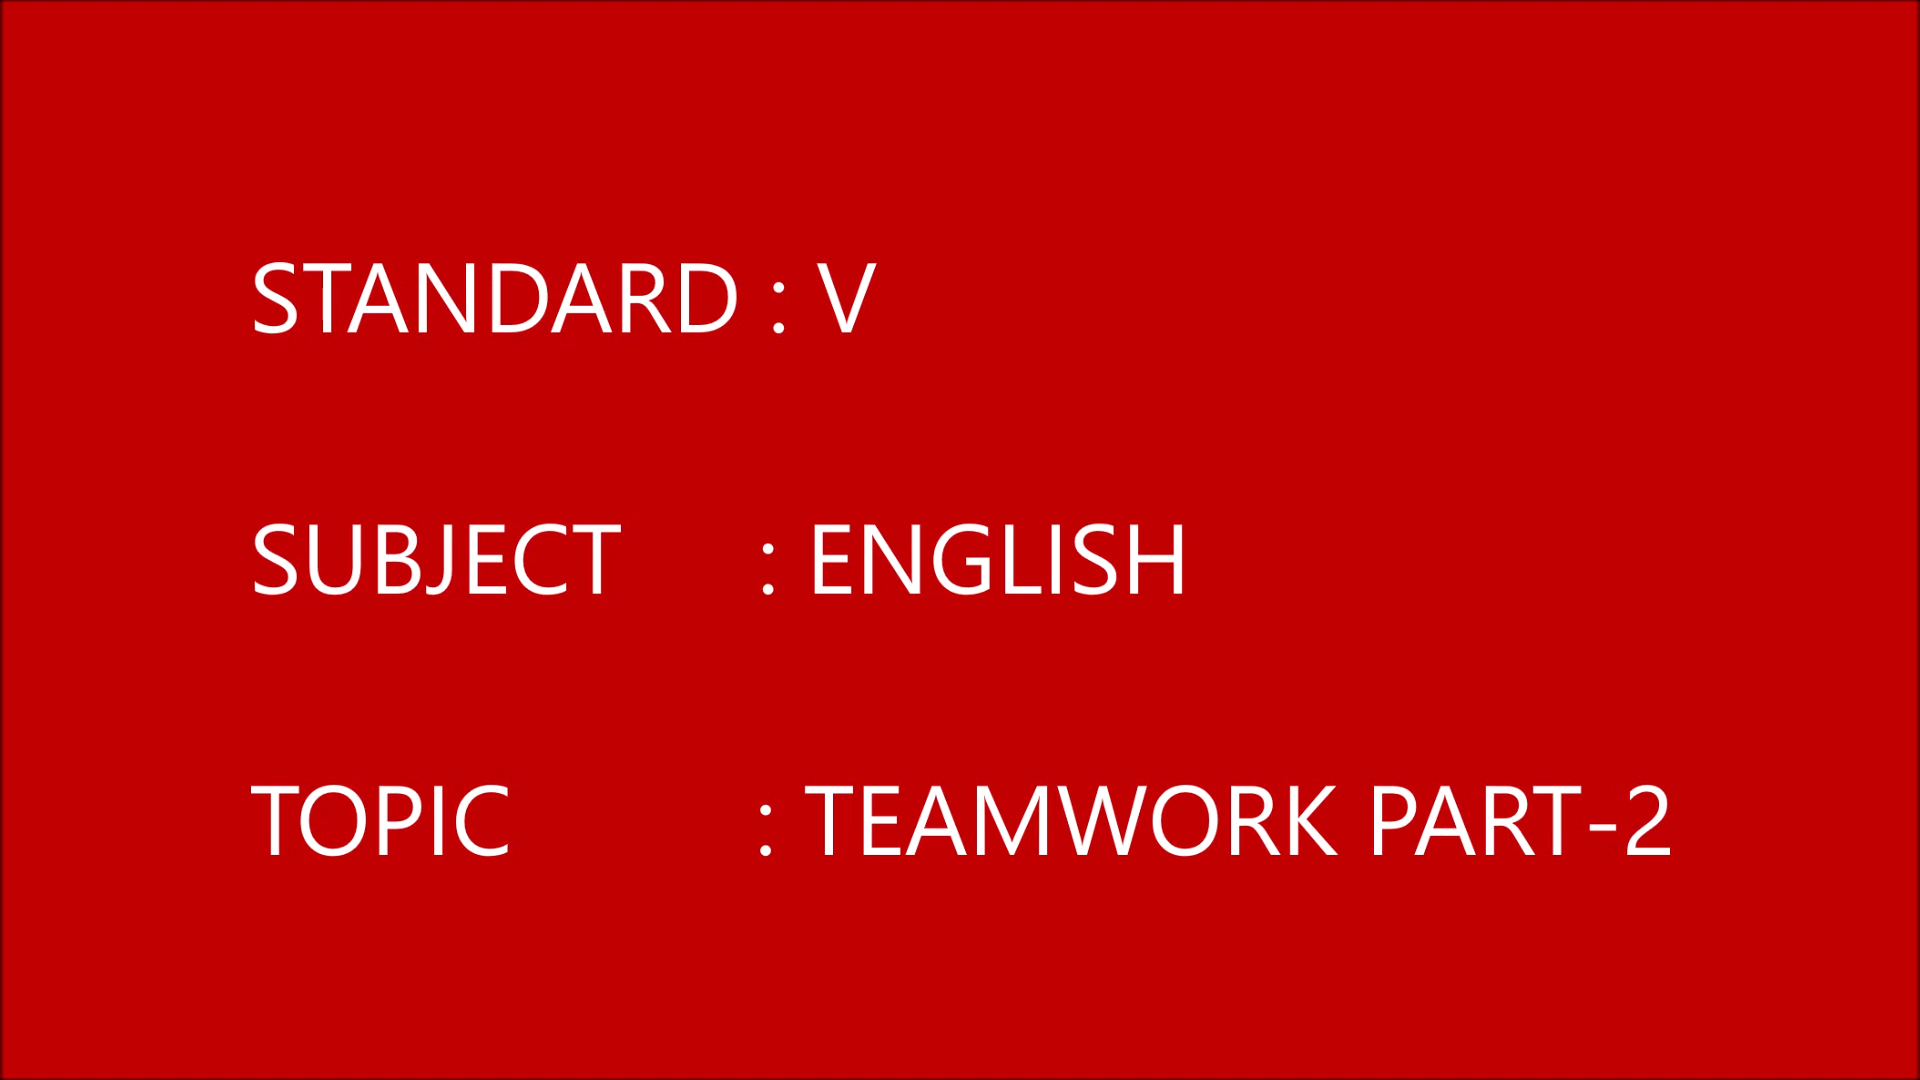 STANDARD : V
SUBJECT : ENGLISH
TOPIC : TEAMWORK PART-2